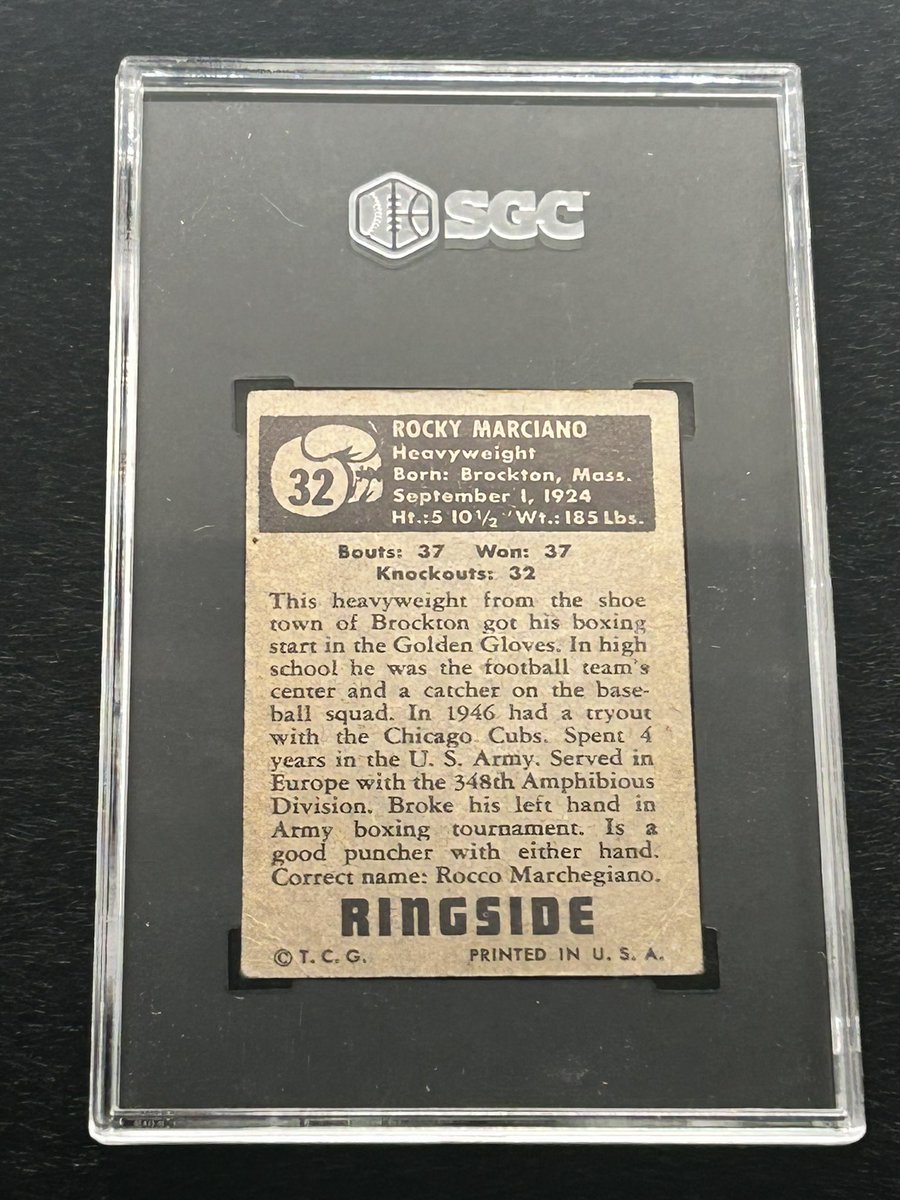 SGC
32
ROCKY MARCIANO
Heavyweight
Born: Brockton, Mass.
September 1, 1924
Ht.:5 10 1/2 " Wt.: 185 Lbs.
Bouts: 37 Won: 37
Knockouts: 32
This heavyweight from the shoe
town of Brockton got his boxing
start in the Golden Gloves. In high
school he was the football team's
center and a catcher on the base-
ball squad. In 1946 had a tryout
with the Chicago Cubs. Spent 4
years in the U. S. Army. Served in
Europe with the 348th Amphibious
Division. Broke his left hand in
Army boxing tournament. Is a
good puncher with either hand.
Correct name: Rocco Marchegiano.
RINGSIDE
© T. C. G. PRINTED IN U. S. A.